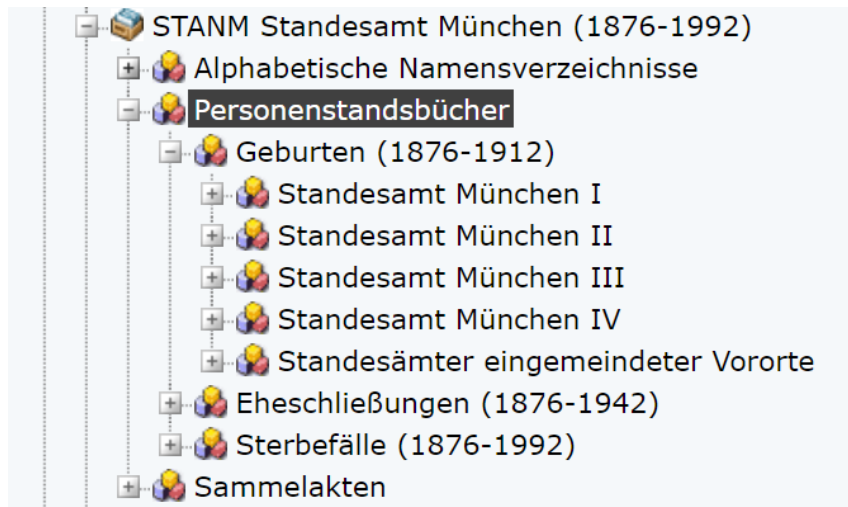 STANM Standesamt München (1876-1992)
Alphabetische Namensverzeichnisse
Personenstandsbücher
Geburten (1876-1912)
Standesamt München I
Standesamt München II
Standesamt München III
Standesamt München IV
Standesämter eingemeindeter Vororte
Eheschließungen (1876-1942)
Sterbefälle (1876-1992)
Sammelakten